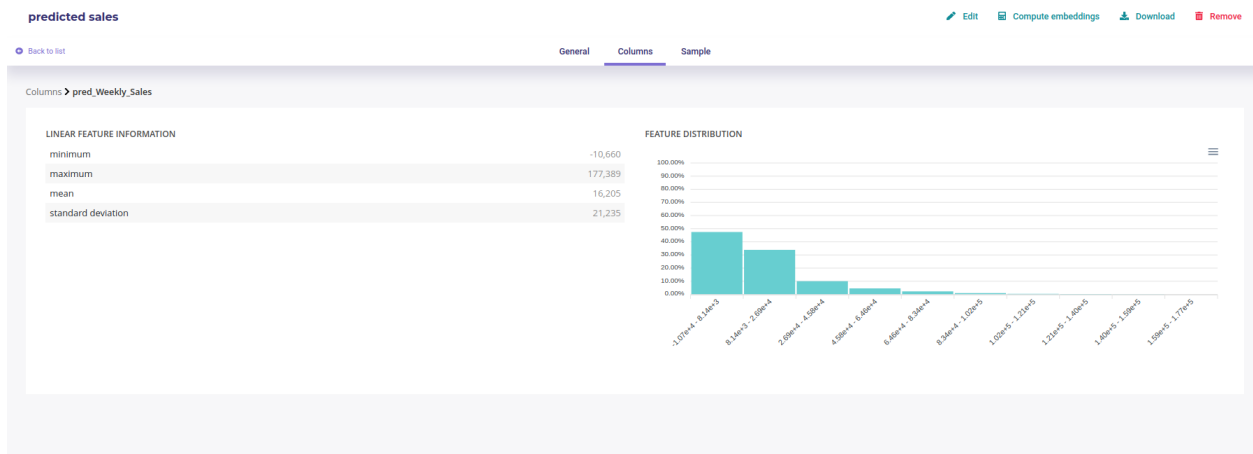 predicted sales
Edit
Compute embeddings
Download
Remove
Back to list
General
Columns
Sample
Columns > pred_Weekly_Sales
LINEAR FEATURE INFORMATION
minimum -10,660
maximum 177,389
mean 16,205
standard deviation 21,235
FEATURE DISTRIBUTION
100.00%
90.00%
80.00%
70.00%
60.00%
50.00%
40.00%
30.00%
20.00%
10.00%
0.00%
-1.07e+4 - 8.14e+3
8.14e+3 - 2.69e+4
2.69e+4 - 4.58e+4
4.58e+4 - 6.46e+4
6.46e+4 - 8.34e+4
8.34e+4 - 1.02e+5
1.02e+5 - 1.21e+5
1.21e+5 - 1.40e+5
1.40e+5 - 1.59e+5
1.59e+5 - 1.77e+5